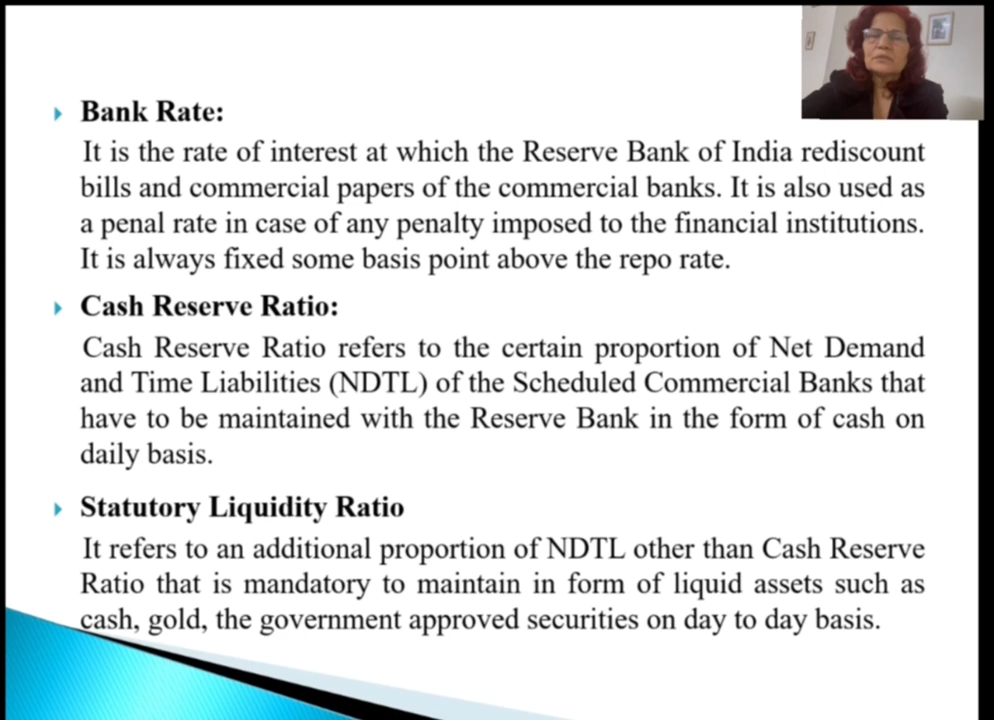 Bank Rate:
It is the rate of interest at which the Reserve Bank of India rediscount
bills and commercial papers of the commercial banks. It is also used as
a penal rate in case of any penalty imposed to the financial institutions.
It is always fixed some basis point above the repo rate.
Cash Reserve Ratio:
Cash Reserve Ratio refers to the certain proportion of Net Demand
and Time Liabilities (NDTL) of the Scheduled Commercial Banks that
have to be maintained with the Reserve Bank in the form of cash on
daily basis.
Statutory Liquidity Ratio
It refers to an additional proportion of NDTL other than Cash Reserve
Ratio that is mandatory to maintain in form of liquid assets such as
cash, gold, the government approved securities on day to day basis.